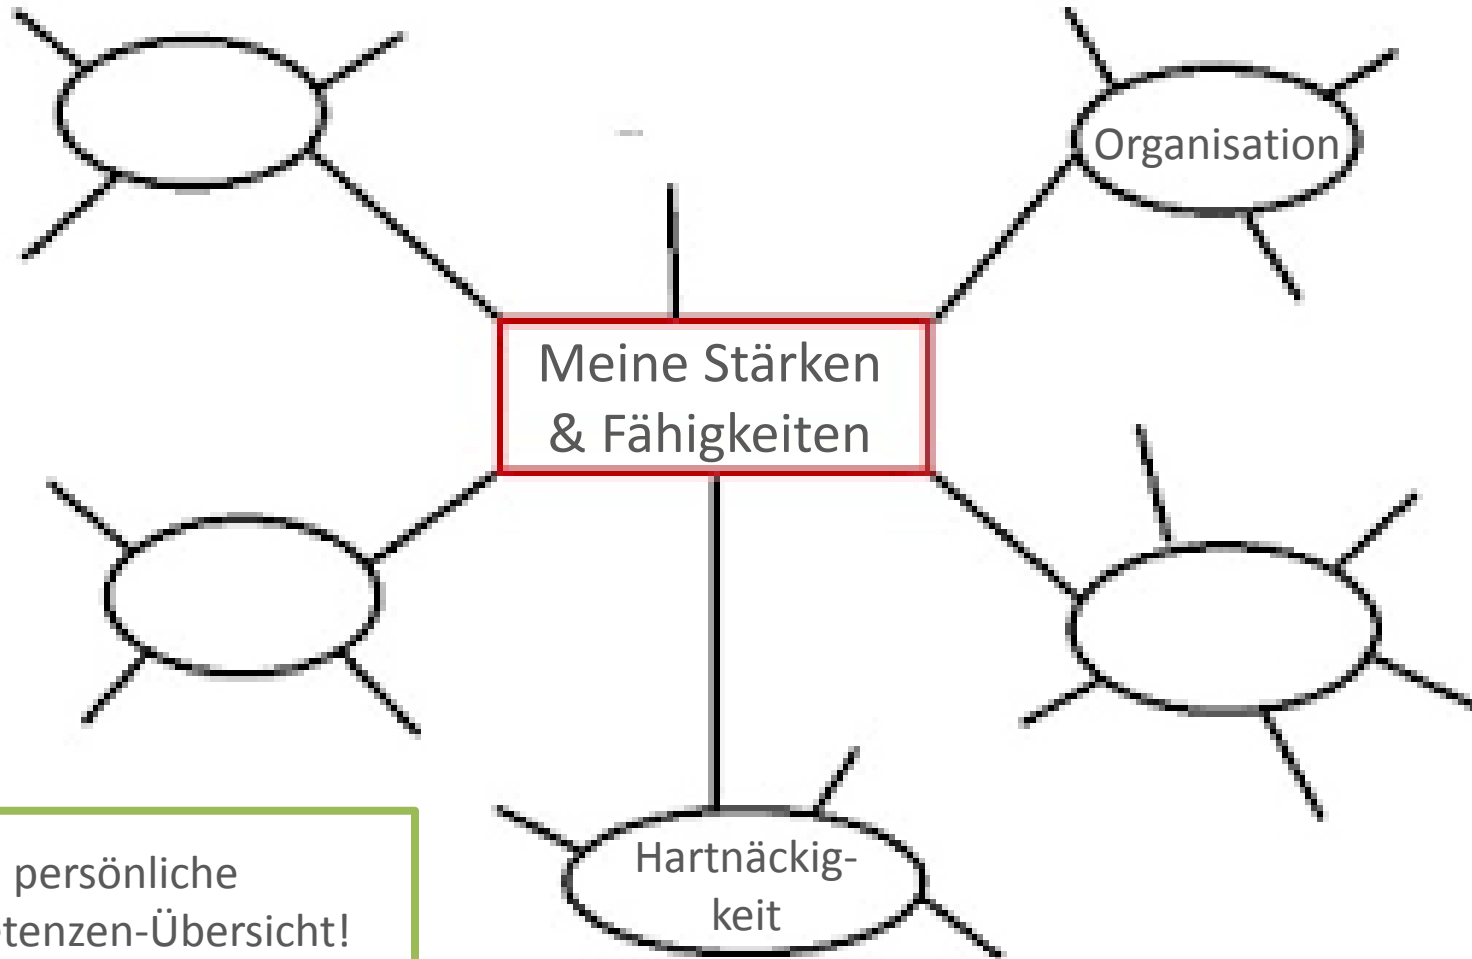 Organisation
Meine Stärken
& Fähigkeiten
Hartnäckig-
keit
persönliche
tenzen-Übersicht!